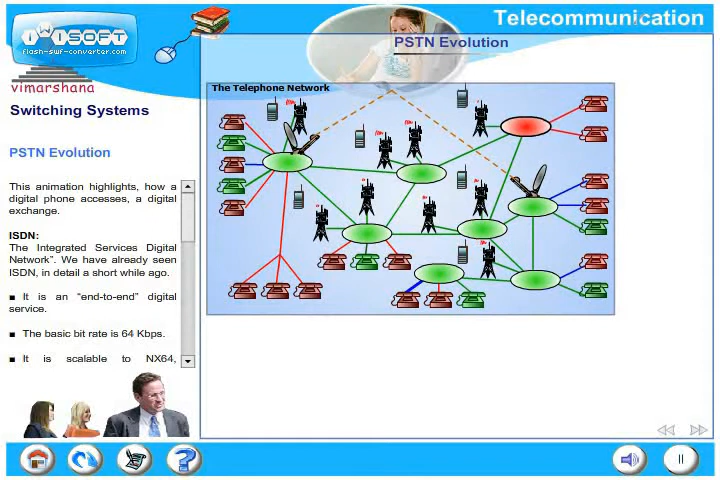 Telecommunication
PSTN Evolution
iWiSOFT
flash-swf-converter.com
vimarshana
Switching Systems
PSTN Evolution
This animation highlights, how a
digital phone accesses, a digital
exchange.
ISDN:
The Integrated Services Digital
Network”. We have already seen
ISDN, in detail a short while ago.
■ It is an “end-to-end” digital
service.
■ The basic bit rate is 64 Kbps.
■ It is scalable to NX64,
The Telephone Network